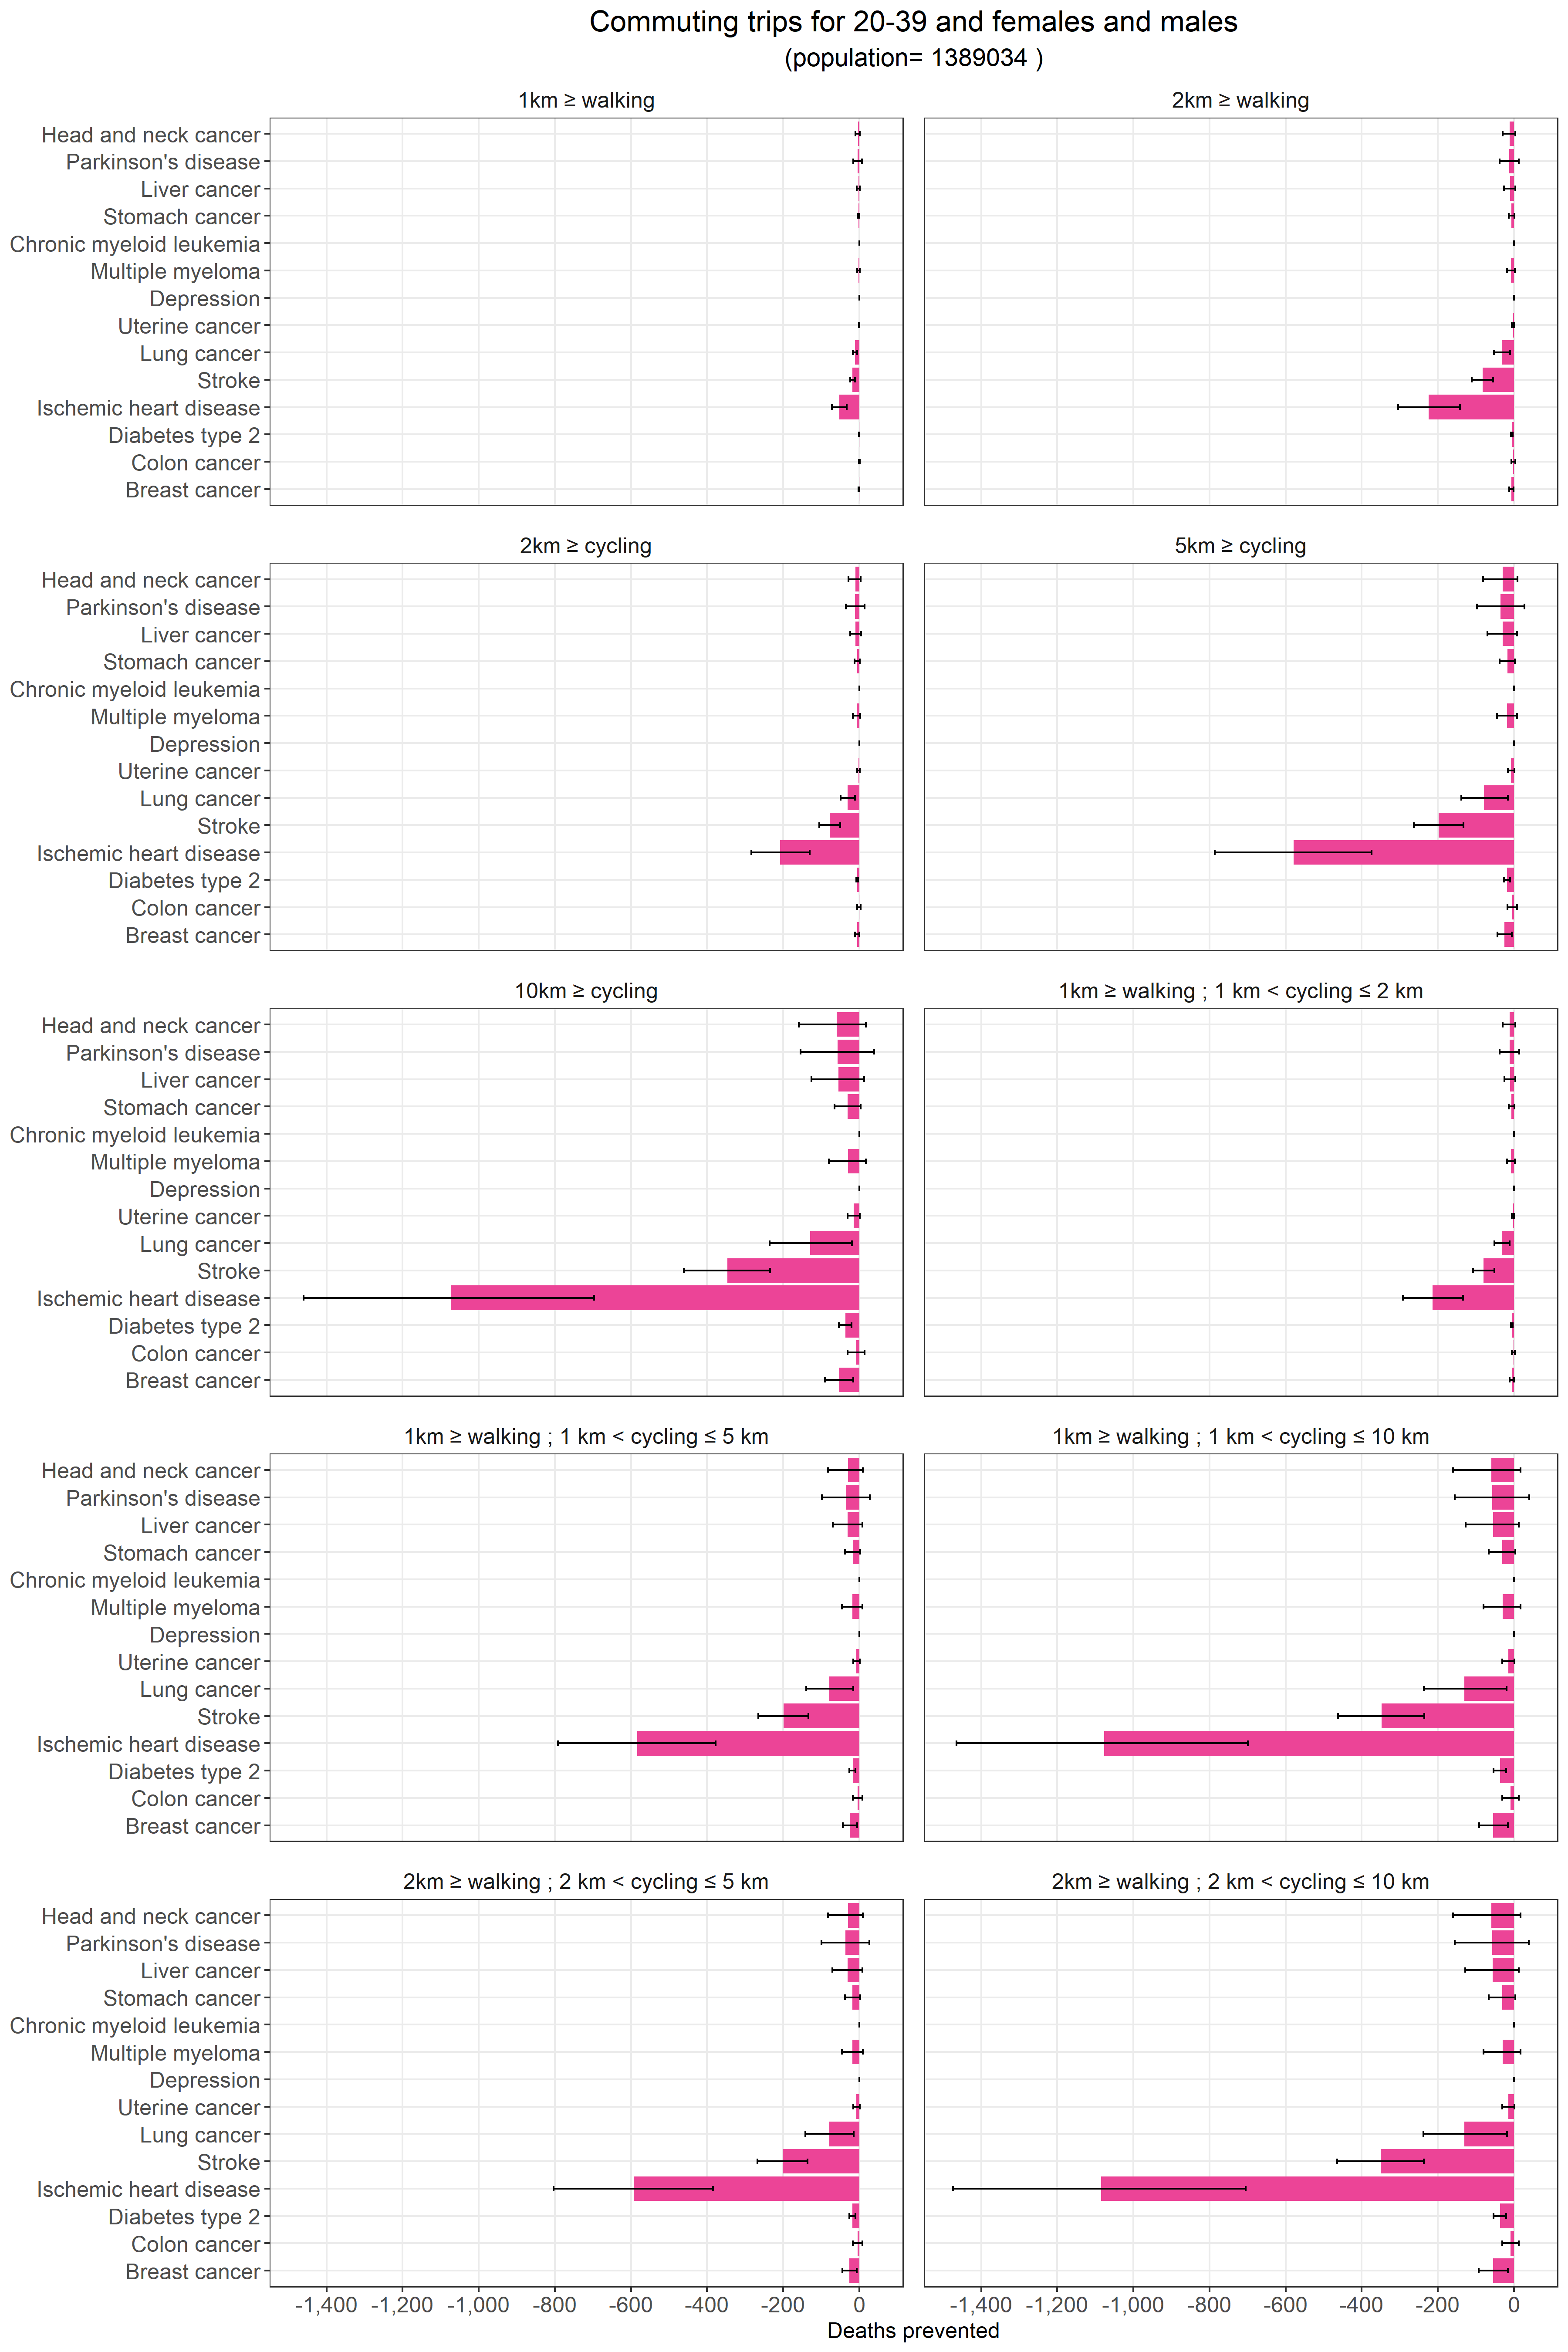 Commuting trips for 20-39 and females and males
(population= 1389034 )
1km ≥ walking
2km ≥ walking
Head and neck cancer
Parkinson's disease
Liver cancer
Stomach cancer
Chronic myeloid leukemia
Multiple myeloma
Depression
Uterine cancer
Lung cancer
Stroke
Ischemic heart disease
Diabetes type 2
Colon cancer
Breast cancer
2km ≥ cycling
5km ≥ cycling
Head and neck cancer
Parkinson's disease
Liver cancer
Stomach cancer
Chronic myeloid leukemia
Multiple myeloma
Depression
Uterine cancer
Lung cancer
Stroke
Ischemic heart disease
Diabetes type 2
Colon cancer
Breast cancer
10km ≥ cycling
1km ≥ walking ; 1 km < cycling ≤ 2 km
Head and neck cancer
Parkinson's disease
Liver cancer
Stomach cancer
Chronic myeloid leukemia
Multiple myeloma
Depression
Uterine cancer
Lung cancer
Stroke
Ischemic heart disease
Diabetes type 2
Colon cancer
Breast cancer
1km ≥ walking ; 1 km < cycling ≤ 5 km
1km ≥ walking ; 1 km < cycling ≤ 10 km
Head and neck cancer
Parkinson's disease
Liver cancer
Stomach cancer
Chronic myeloid leukemia
Multiple myeloma
Depression
Uterine cancer
Lung cancer
Stroke
Ischemic heart disease
Diabetes type 2
Colon cancer
Breast cancer
2km ≥ walking ; 2 km < cycling ≤ 5 km
2km ≥ walking ; 2 km < cycling ≤ 10 km
Head and neck cancer
Parkinson's disease
Liver cancer
Stomach cancer
Chronic myeloid leukemia
Multiple myeloma
Depression
Uterine cancer
Lung cancer
Stroke
Ischemic heart disease
Diabetes type 2
Colon cancer
Breast cancer
-1,400 -1,200 -1,000 -800 -600 -400 -200 0
-1,400 -1,200 -1,000 -800 -600 -400 -200 0
Deaths prevented